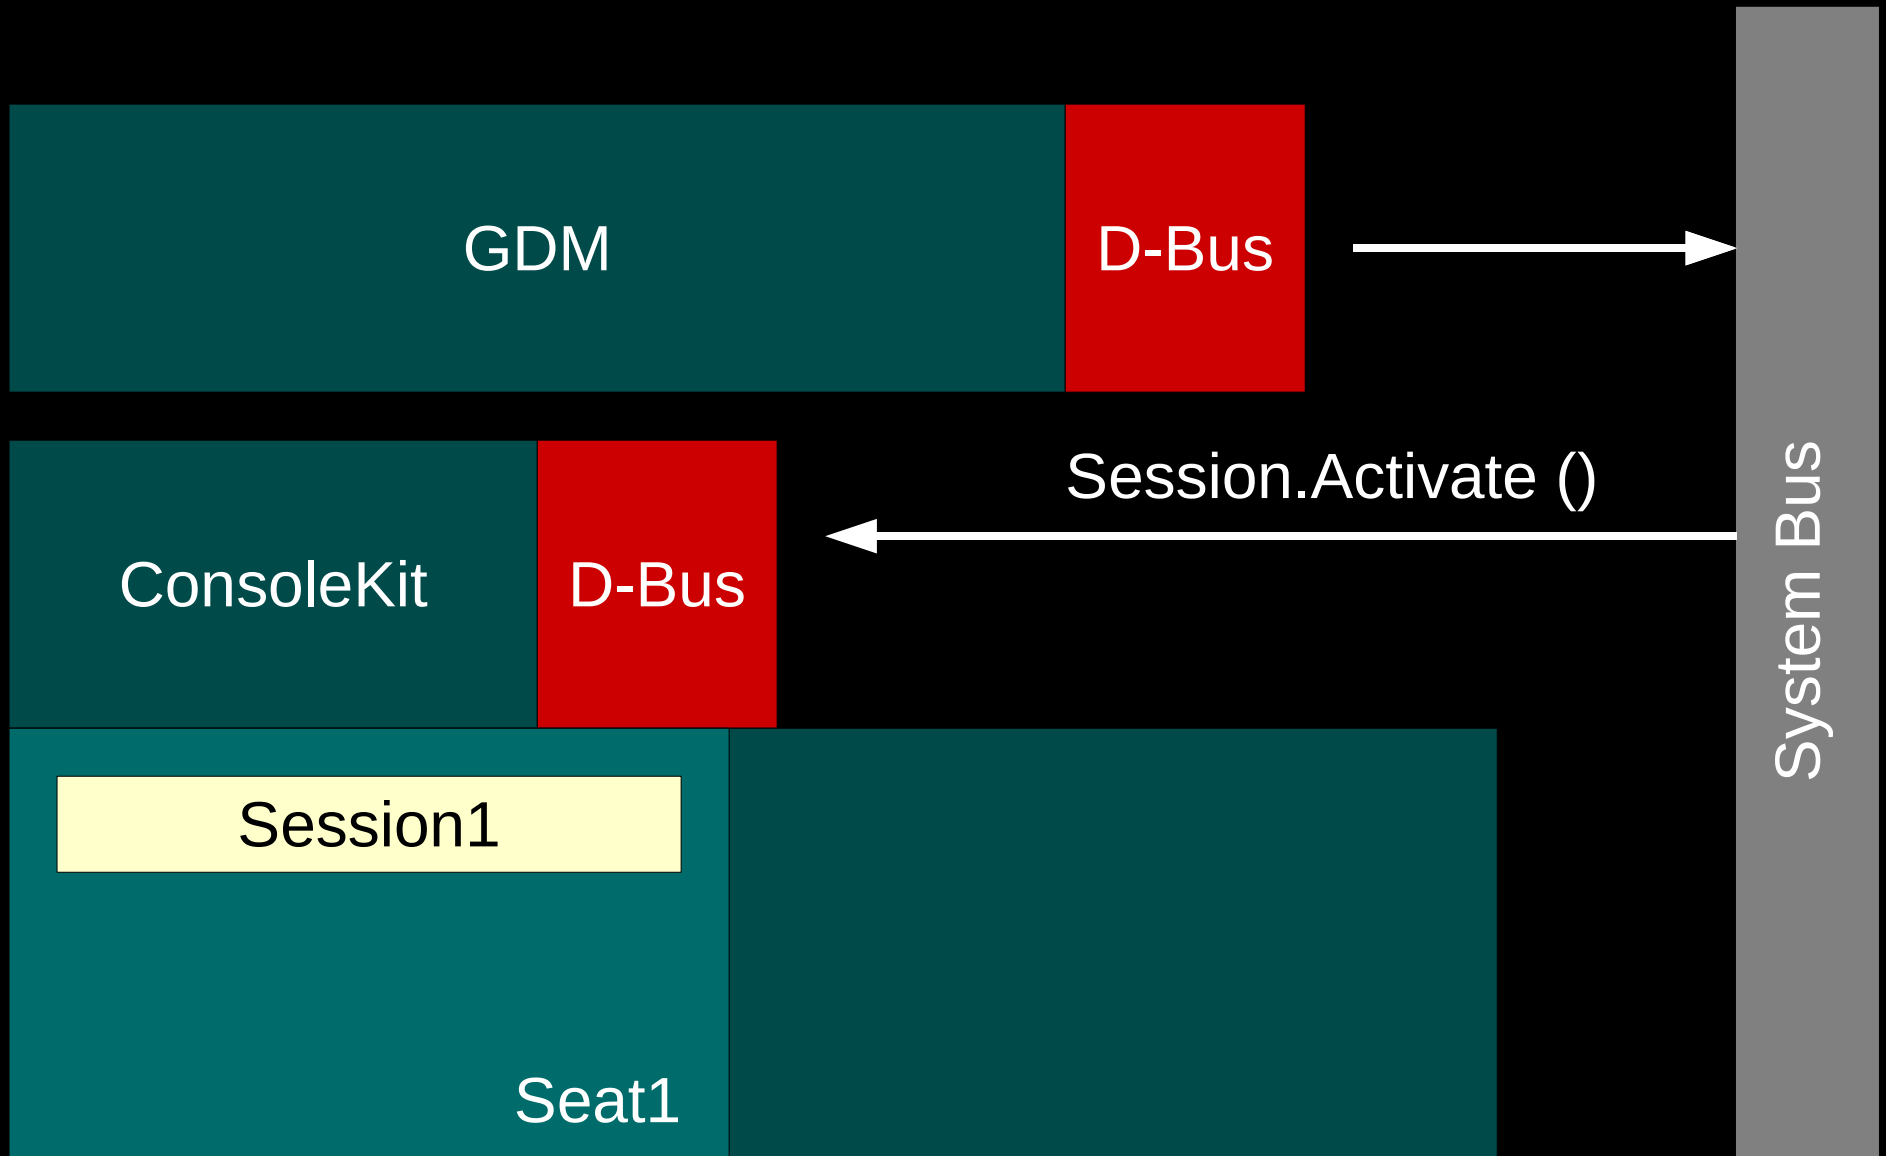 GDM
D-Bus
Session.Activate ()
ConsoleKit
D-Bus
System Bus
Session1
Seat1